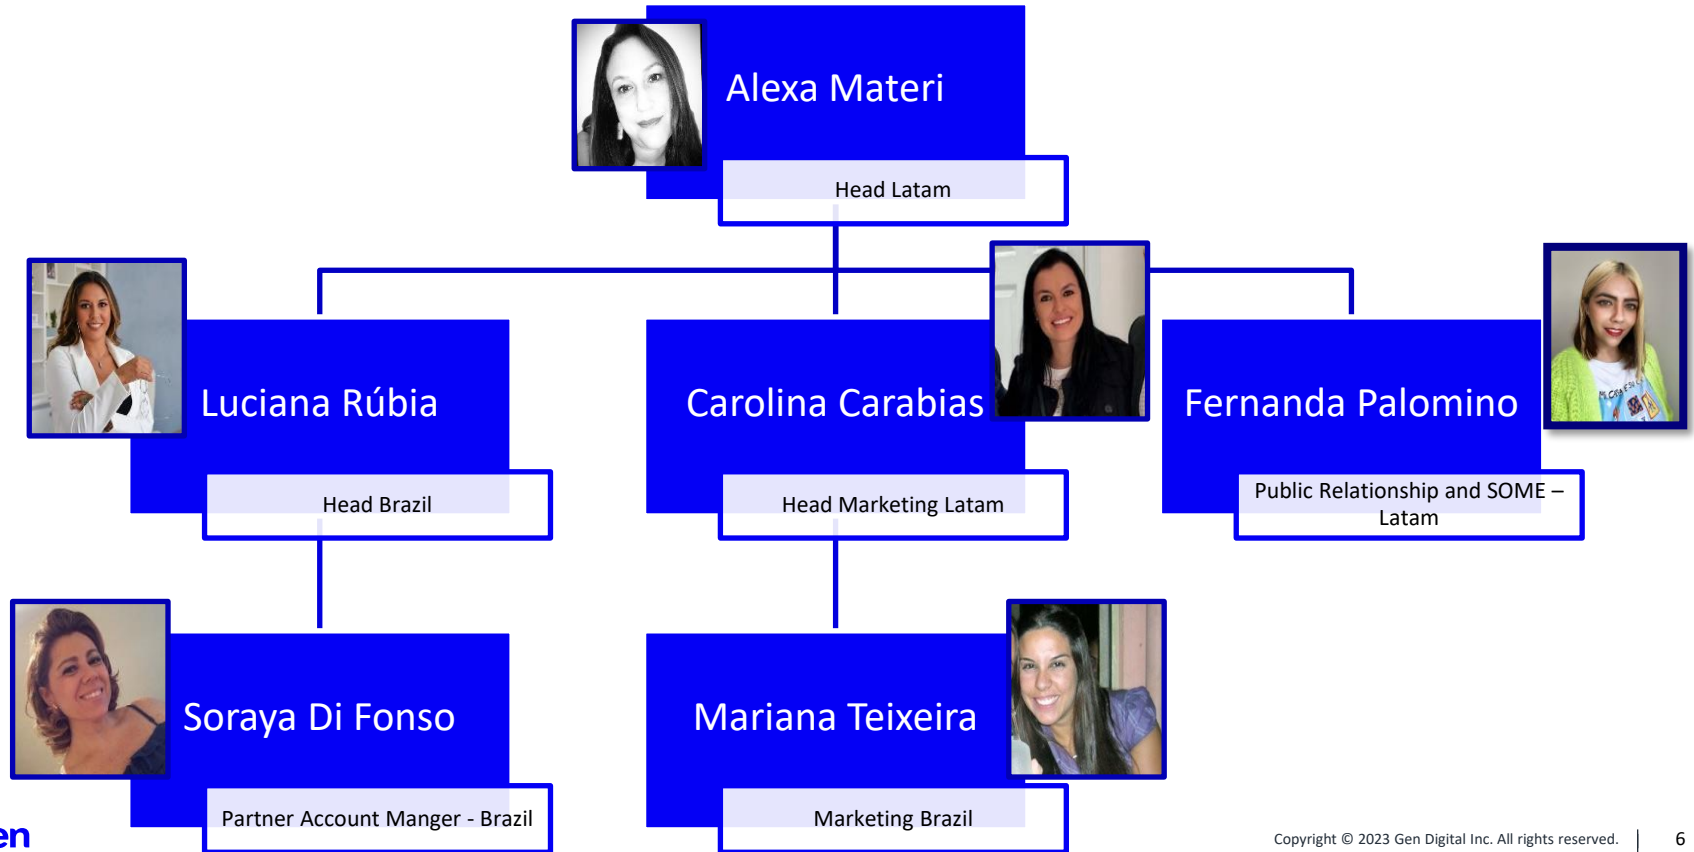 Alexa Materi
Head Latam
Luciana Rúbia
Head Brazil
Carolina Carabias
Head Marketing Latam
Fernanda Palomino
Public Relationship and SOME –
Latam
Soraya Di Fonso
Partner Account Manger - Brazil
Mariana Teixeira
Marketing Brazil
en
Copyright © 2023 Gen Digital Inc. All rights reserved. | 6